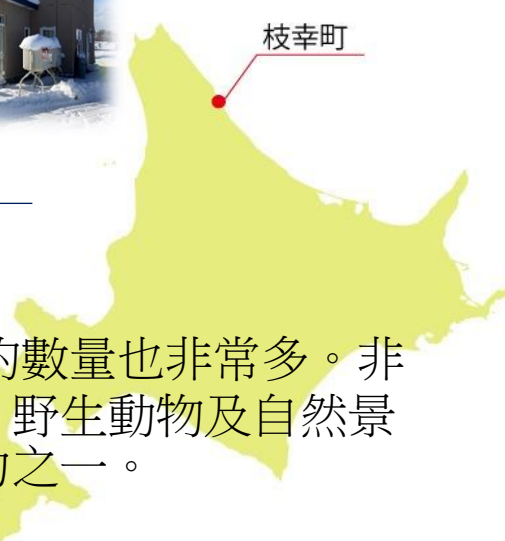 枝幸町
的數量也非常多。非
野生動物及自然景
之一。